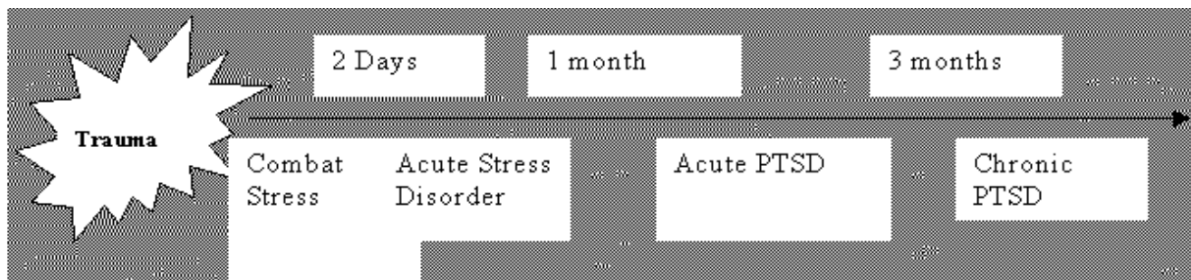 2 Days
1 month
3 months
Trauma
Combat Stress
Acute Stress Disorder
Acute PTSD
Chronic PTSD